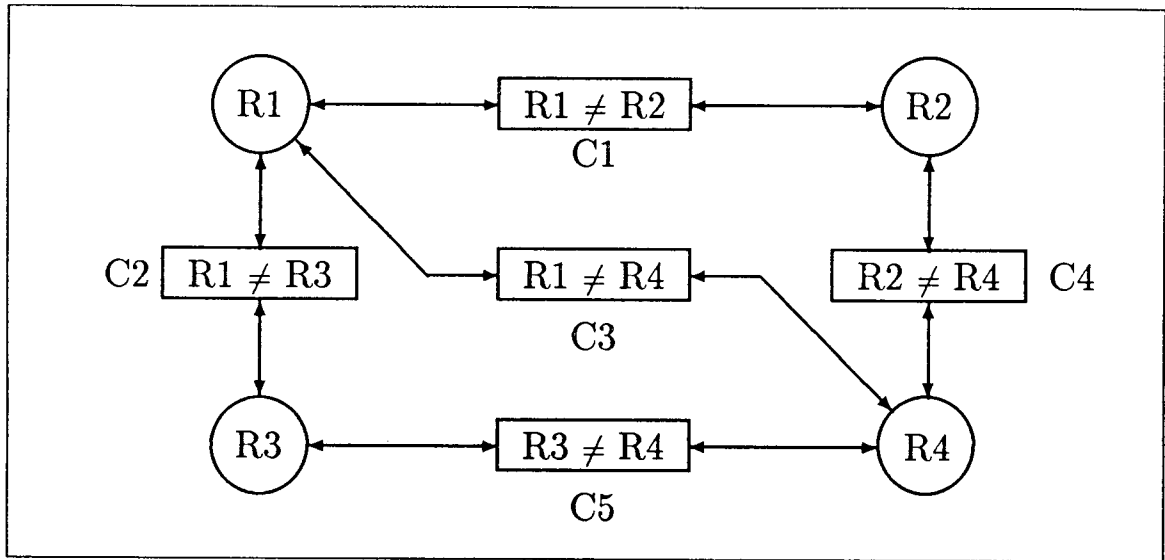 R1
R1 ≠ R2
R2
C1
C2
R1 ≠ R3
R1 ≠ R4
R2 ≠ R4
C4
C3
R3
R3 ≠ R4
R4
C5